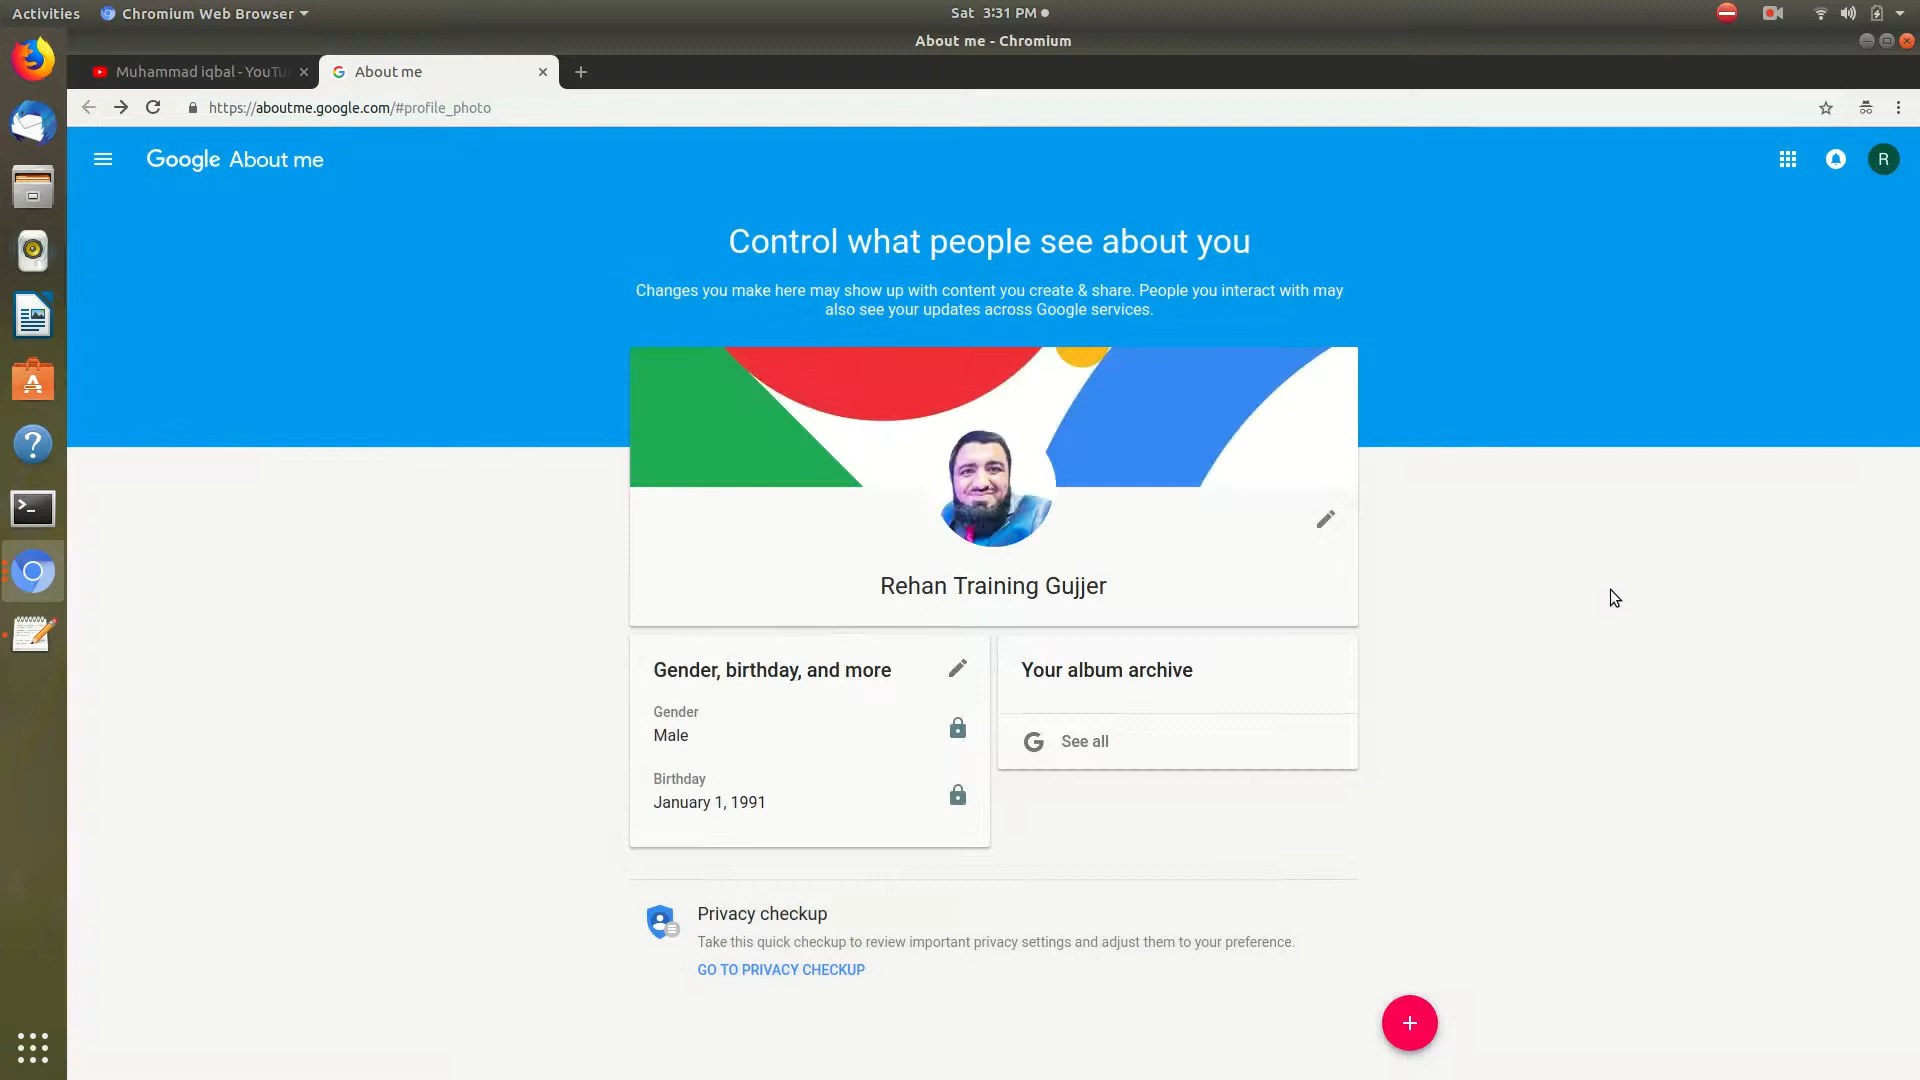 Activities
Chromium Web Browser
Sat 3:31 PM
About me - Chromium
Muhammad iqbal - YouTu
About me
https://aboutme.google.com/#profile_photo
Google About me
R
Control what people see about you
Changes you make here may show up with content you create & share. People you interact with may
also see your updates across Google services.
Rehan Training Gujjer
Gender, birthday, and more
Gender
Male
Birthday
January 1, 1991
Your album archive
G See all
Privacy checkup
Take this quick checkup to review important privacy settings and adjust them to your preference.
GO TO PRIVACY CHECKUP